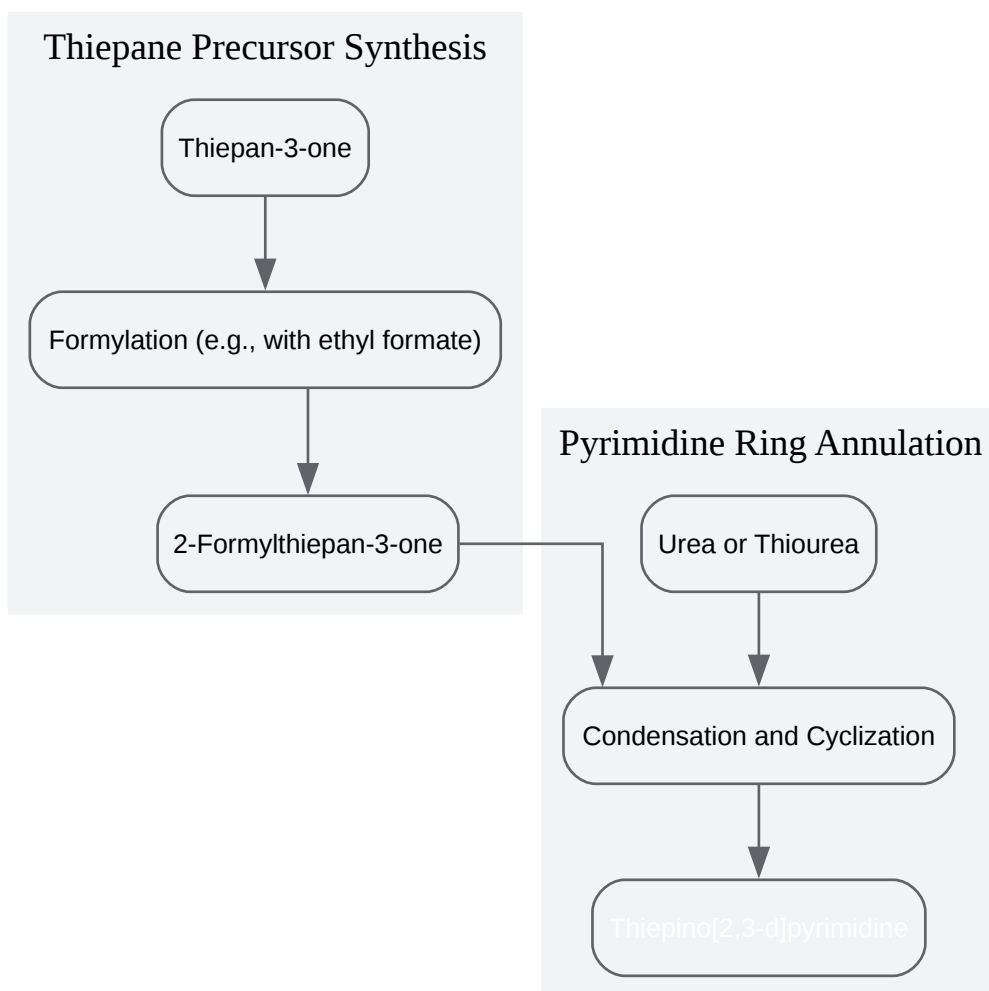 Thiepane Precursor Synthesis
Thiepan-3-one
Formylation (e.g., with ethyl formate)
2-Formylthiepan-3-one
Pyrimidine Ring Annulation
Urea or Thiourea
Condensation and Cyclization
Thiepino[2,3-d]pyrimidine